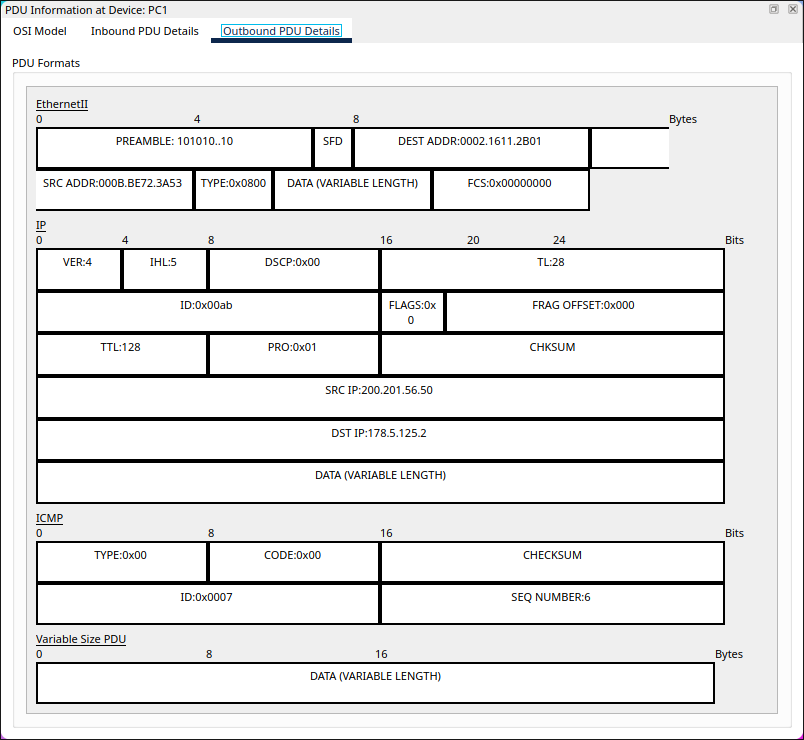 PDU Information at Device: PC1
OSI Model Inbound PDU Details Outbound PDU Details
PDU Formats
EthernetII
0 4 8 Bytes
PREAMBLE: 101010..10 SFD DEST ADDR:0002.1611.2B01
SRC ADDR:000B.BE72.3A53 TYPE:0x0800 DATA (VARIABLE LENGTH) FCS:0x00000000
IP
0 4 8 16 20 24 Bits
VER:4 IHL:5 DSCP:0x00 TL:28
ID:0x00ab FLAGS:0x FRAG OFFSET:0x000
0
TTL:128 PRO:0x01 CHKSUM
SRC IP:200.201.56.50
DST IP:178.5.125.2
DATA (VARIABLE LENGTH)
ICMP
0 8 16 Bits
TYPE:0x00 CODE:0x00 CHECKSUM
ID:0x0007 SEQ NUMBER:6
Variable Size PDU
0 8 16 Bytes
DATA (VARIABLE LENGTH)